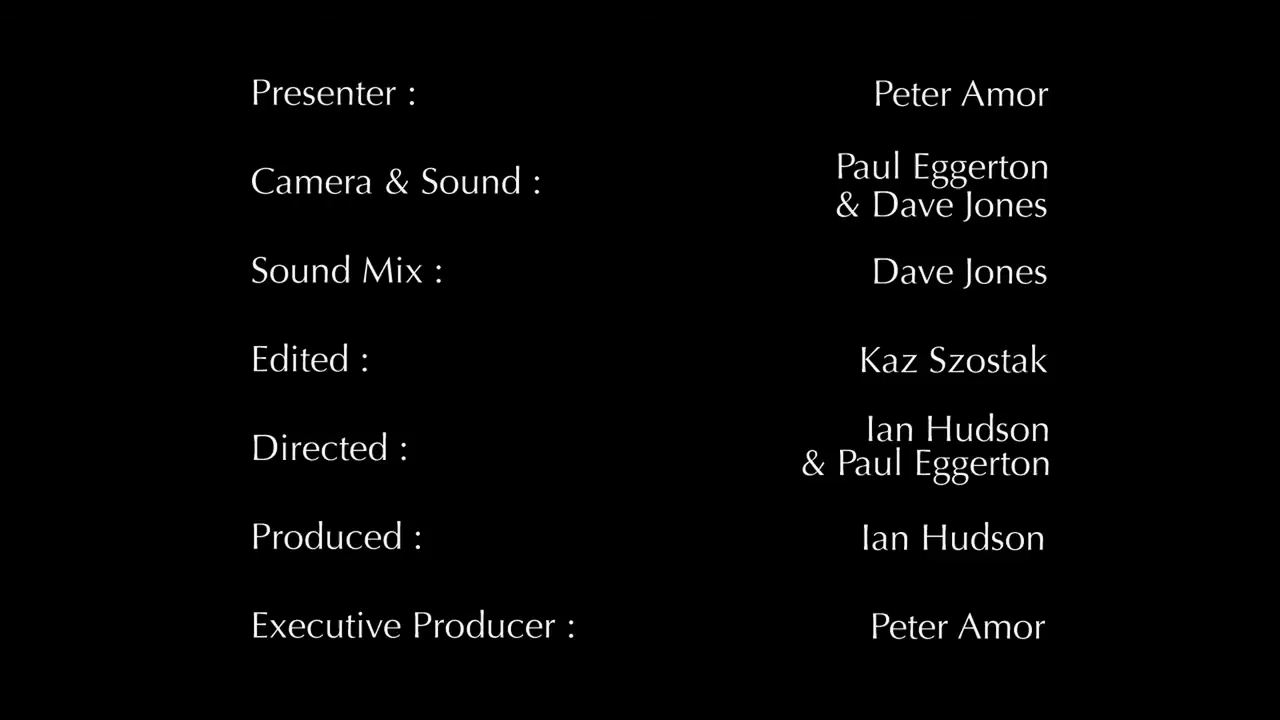 Presenter : Peter Amor
Camera & Sound : Paul Eggerton
& Dave Jones
Sound Mix : Dave Jones
Edited : Kaz Szostak
Directed : Ian Hudson
& Paul Eggerton
Produced : Ian Hudson
Executive Producer : Peter Amor